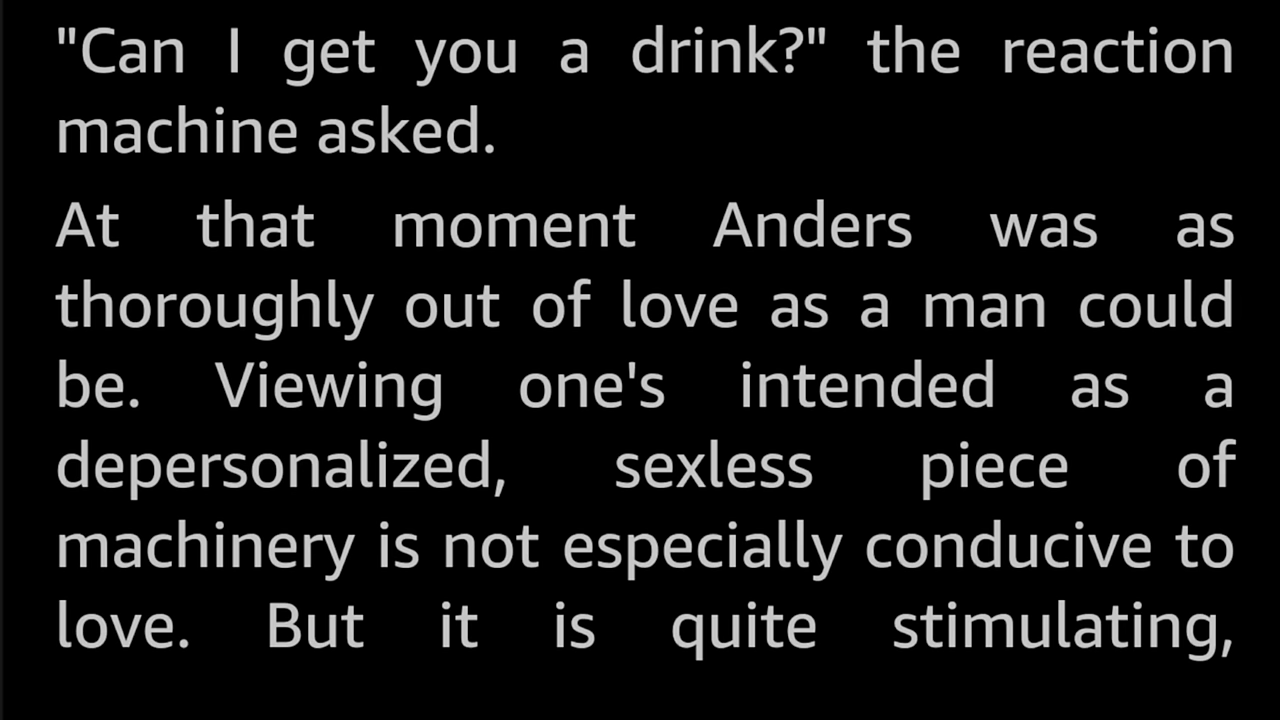 "Can I get you a drink?" the reaction
machine asked.
At that moment Anders was as
thoroughly out of love as a man could
be. Viewing one's intended as a
depersonalized, sexless piece of
machinery is not especially conducive to
love. But it is quite stimulating,